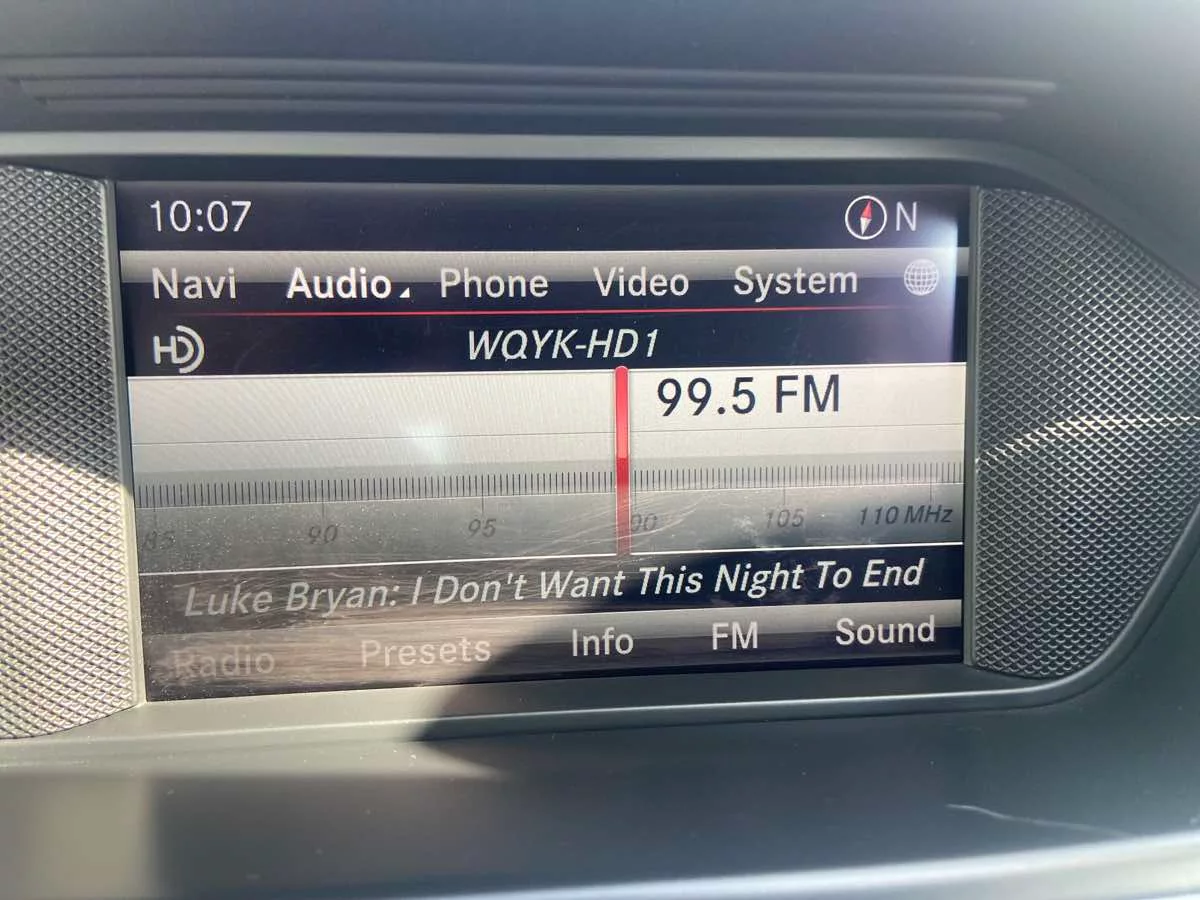 10:07 N
Navi Audio Phone Video System
HD WQYK-HD1
99.5 FM
85 90 95 00 105 110 MHz
Luke Bryan: I Don't Want This Night To End
Radio Presets Info FM Sound